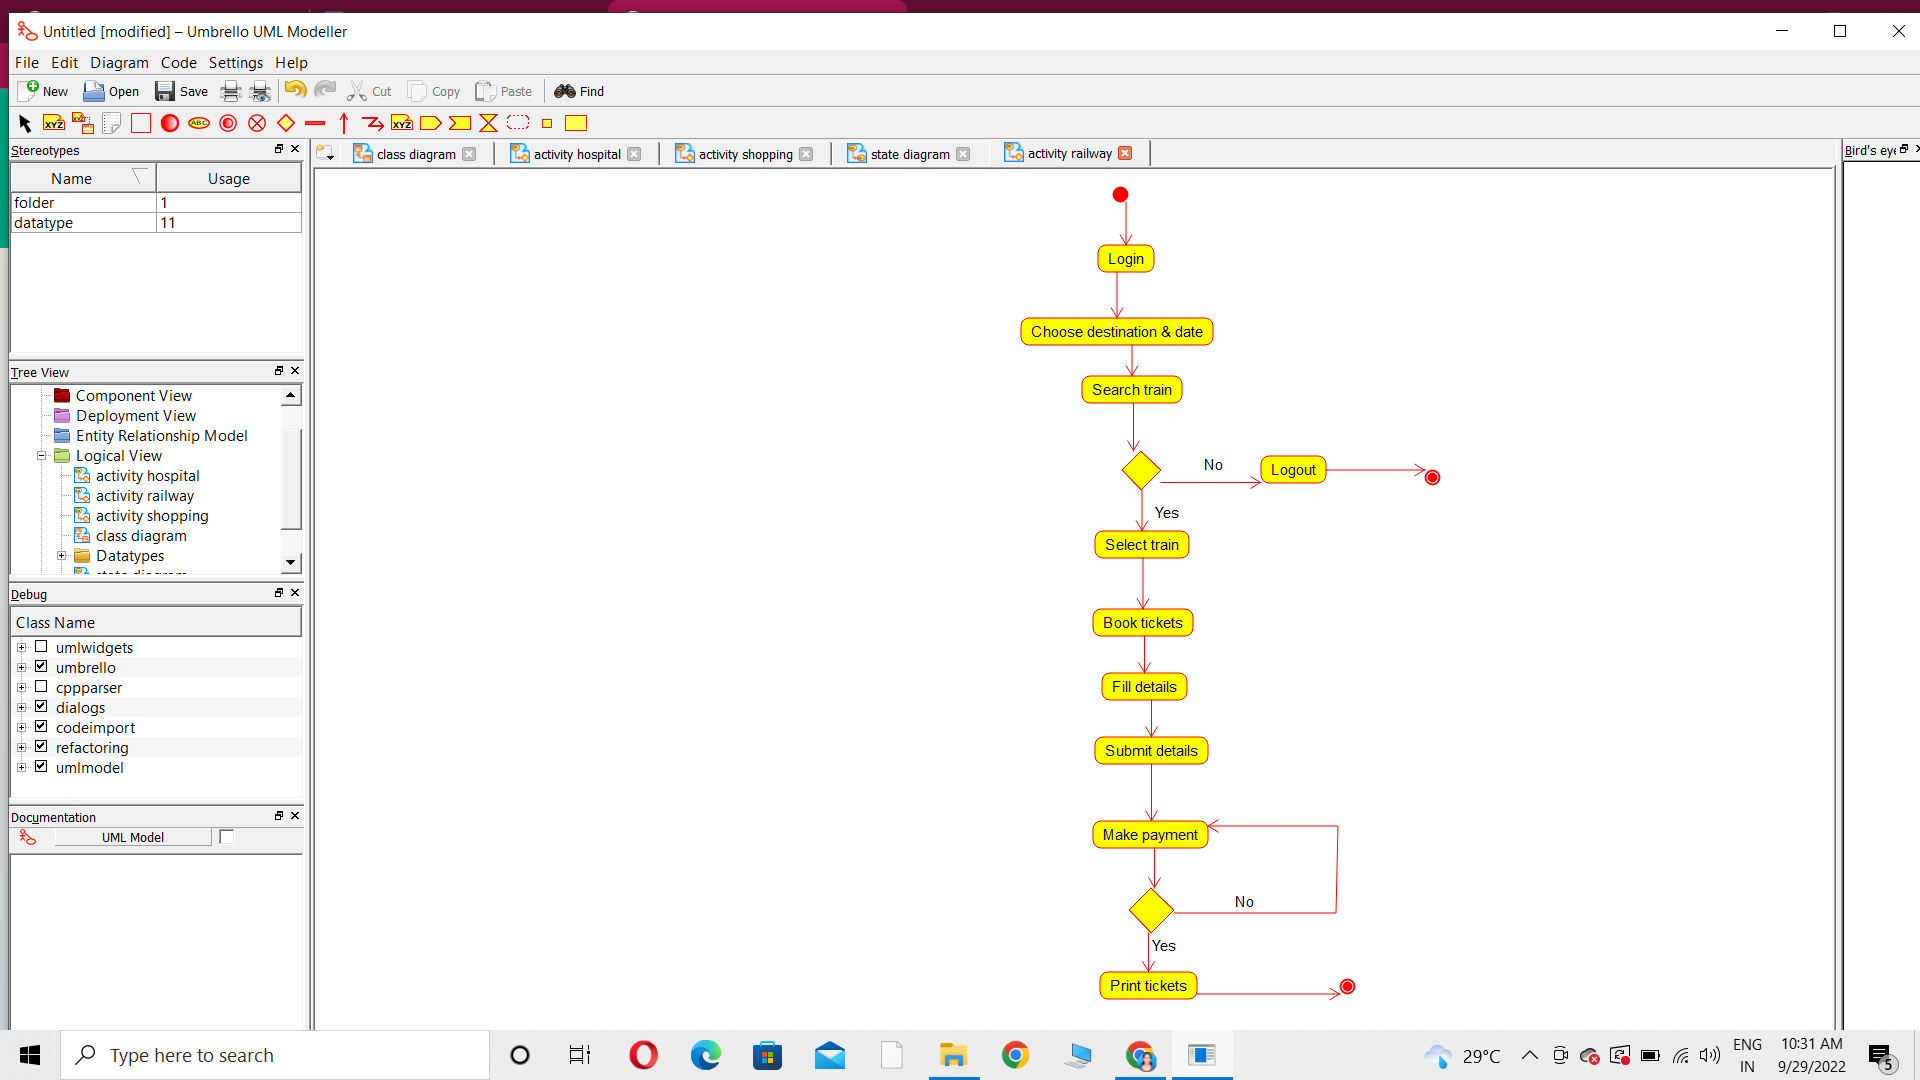 Untitled [modified] – Umbrello UML Modeller
File Edit Diagram Code Settings Help
New Open Save Cut Copy Paste Find
XYZ ABC XYZ
Stereotypes
Name Usage
folder 1
datatype 11
Tree View
Component View
Deployment View
Entity Relationship Model
Logical View
activity hospital
activity railway
activity shopping
class diagram
Datatypes
state diagram
Debug
Class Name
umlwidgets
umbrello
cppparser
dialogs
codeimport
refactoring
umlmodel
Documentation
UML Model
class diagram activity hospital activity shopping state diagram activity railway
Bird's eye
Login
Choose destination & date
Search train
No
Logout
Yes
Select train
Book tickets
Fill details
Submit details
Make payment
No
Yes
Print tickets
Type here to search
29°C
ENG
IN
10:31 AM
9/29/2022
5